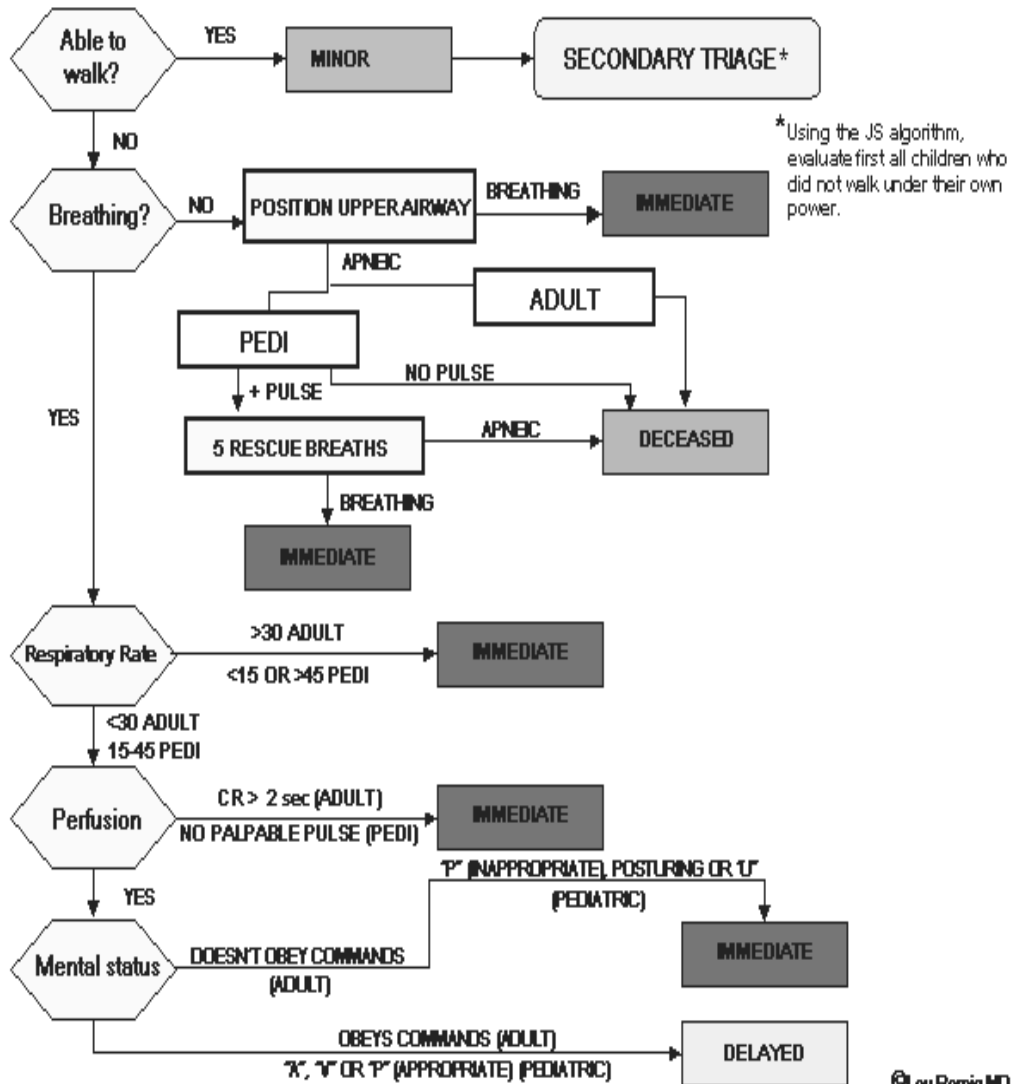 Able to
walk?
YES
MINOR
SECONDARY TRIAGE*
NO
*Using the JS algorithm,
evaluate first all children who
did not walk under their own
power.
Breathing?
NO
POSITION UPPER AIRWAY
BREATHING
IMMEDIATE
APNEIC
ADULT
PEDI
NO PULSE
+ PULSE
YES
5 RESCUE BREATHS
APNEIC
DECEASED
BREATHING
IMMEDIATE
Respiratory Rate
>30 ADULT
<15 OR >45 PEDI
IMMEDIATE
<30 ADULT
15-45 PEDI
Perfusion
CR > 2 sec (ADULT)
NO PALPABLE PULSE (PEDI)
IMMEDIATE
"P" (INAPPROPRIATE), POSTURING OR "U"
(PEDIATRIC)
YES
Mental status
DOESN'T OBEY COMMANDS
(ADULT)
IMMEDIATE
OBEYS COMMANDS (ADULT)
"A", "V" OR "P" (APPROPRIATE) (PEDIATRIC)
DELAYED
©Lou Romig MD